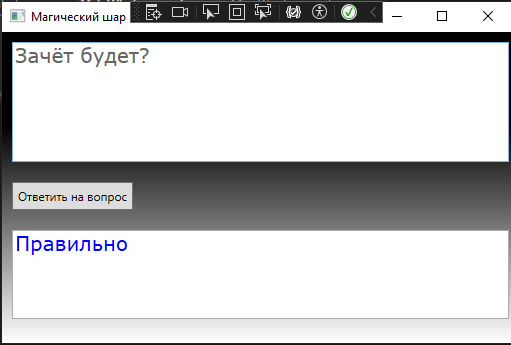 Магический шар
Зачёт будет?
Ответить на вопрос
Правильно